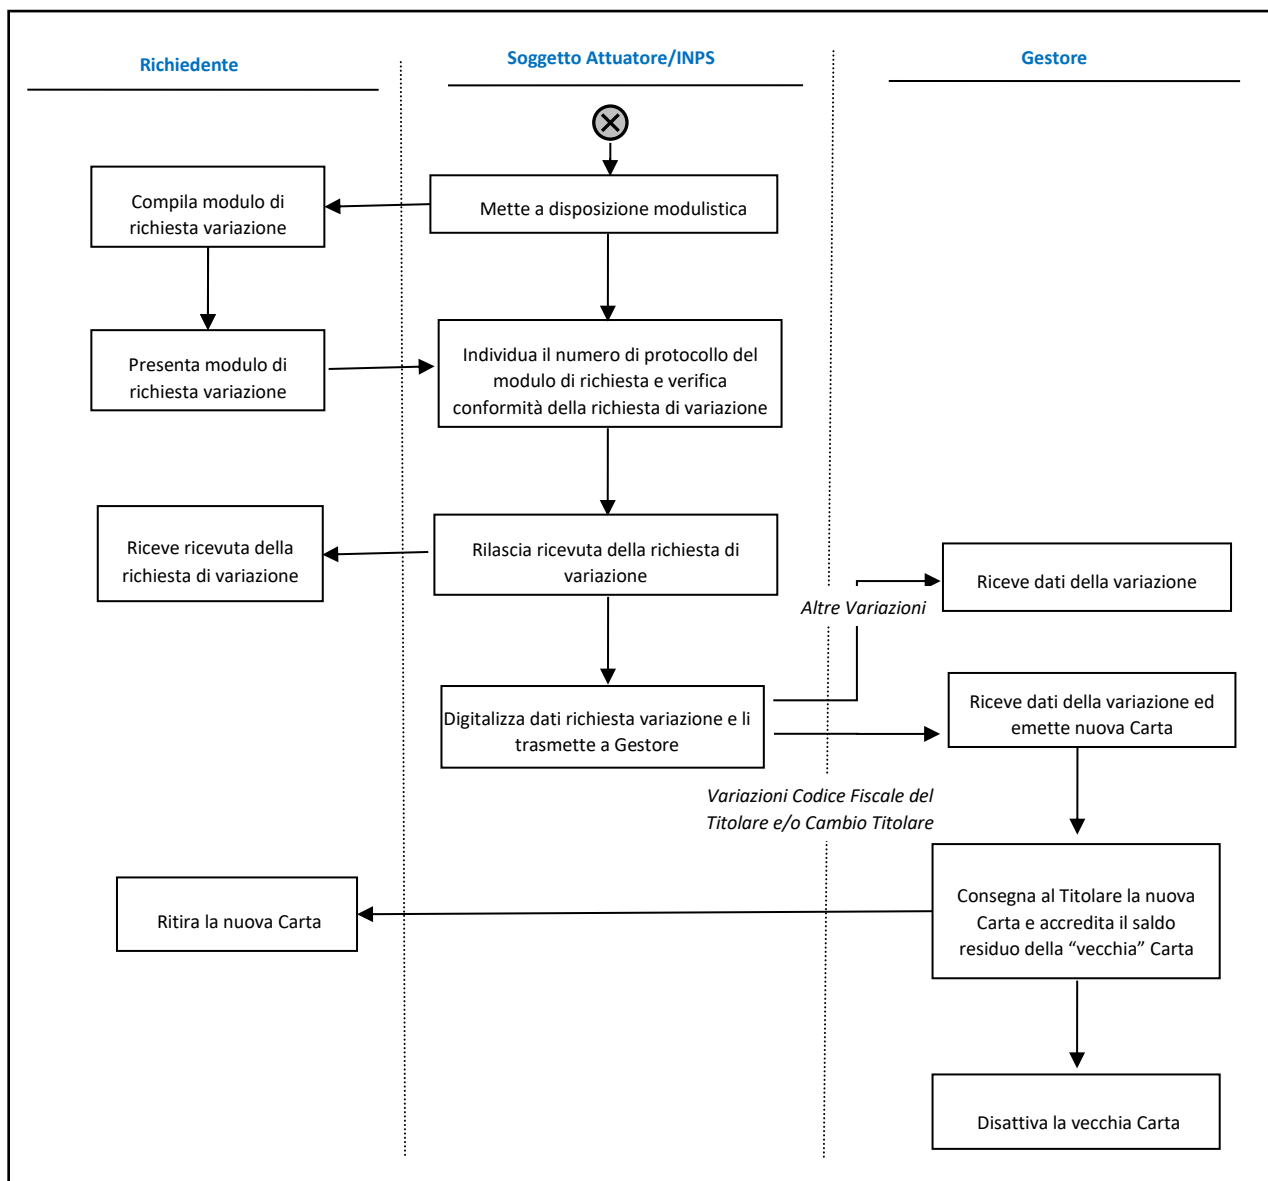 Richiedente
Soggetto Attuatore/INPS
Gestore
Compila modulo di
richiesta variazione
Mette a disposizione modulistica
Presenta modulo di
richiesta variazione
Individua il numero di protocollo del
modulo di richiesta e verifica
conformità della richiesta di variazione
Riceve ricevuta della
richiesta di variazione
Rilascia ricevuta della richiesta di
variazione
Altre Variazioni
Riceve dati della variazione
Digitalizza dati richiesta variazione e li
trasmette a Gestore
Riceve dati della variazione ed
emette nuova Carta
Variazioni Codice Fiscale del
Titolare e/o Cambio Titolare
Ritira la nuova Carta
Consegna al Titolare la nuova
Carta e accredita il saldo
residuo della “vecchia” Carta
Disattiva la vecchia Carta